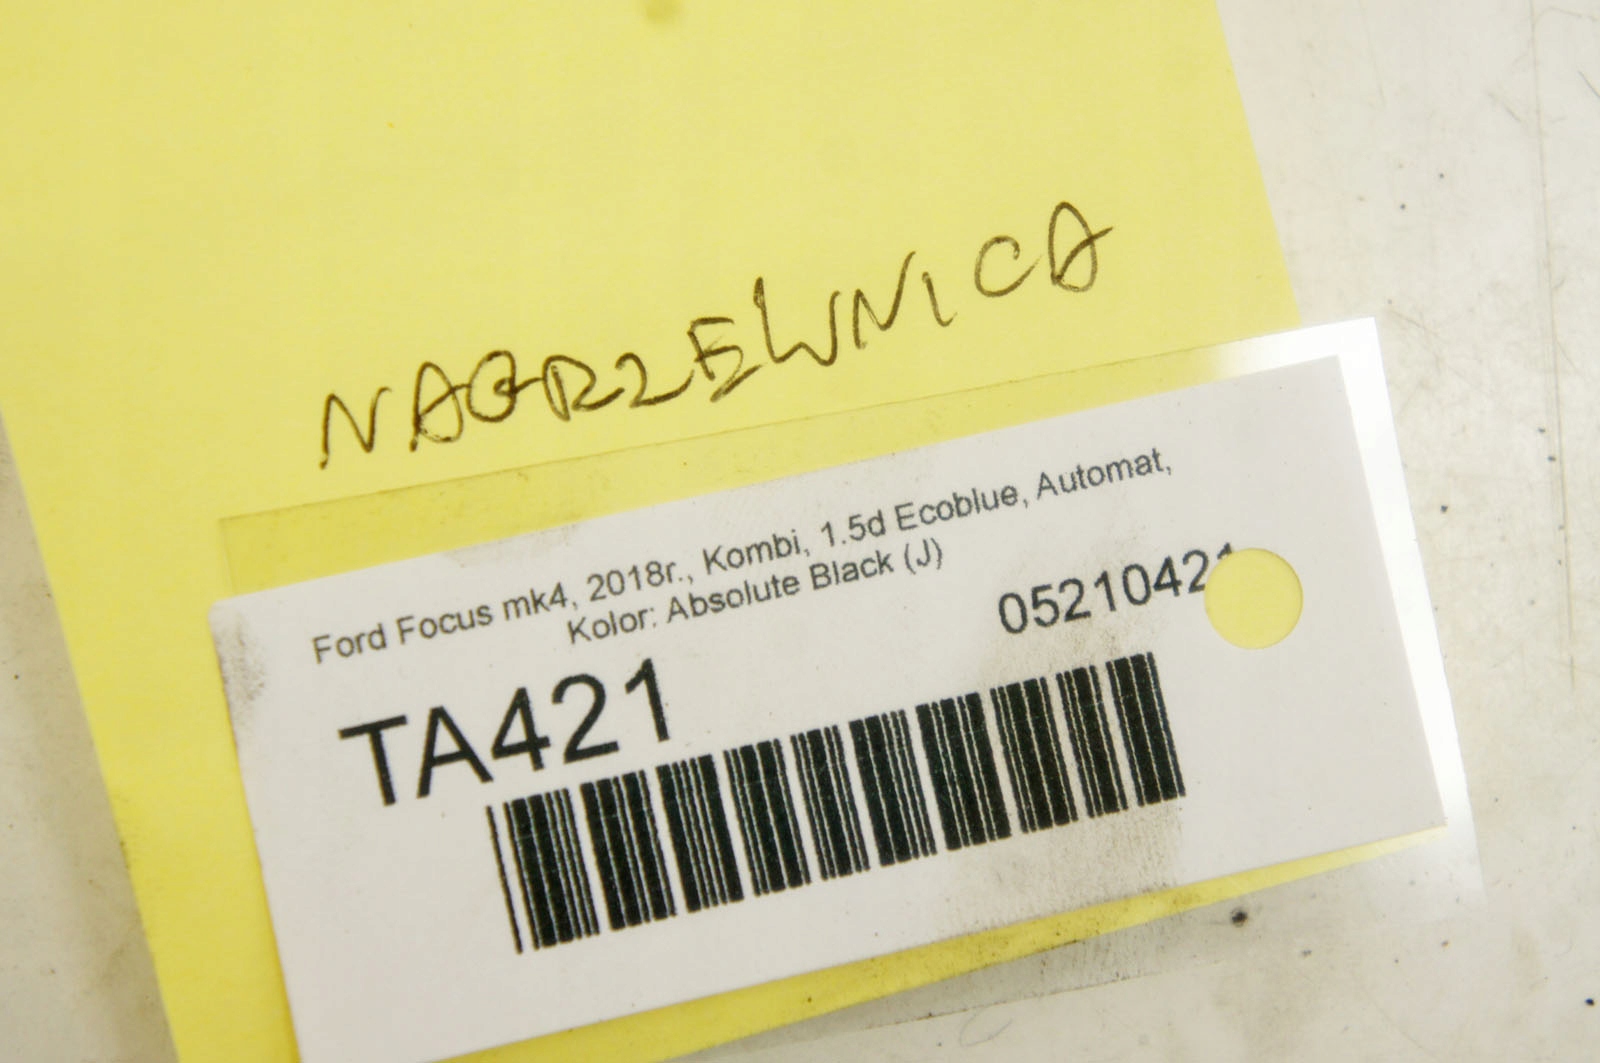 NAGRZEWNICA
Ford Focus mk4, 2018r., Kombi, 1.5d Ecoblue, Automat,
Kolor: Absolute Black (J)
05210421
TA421